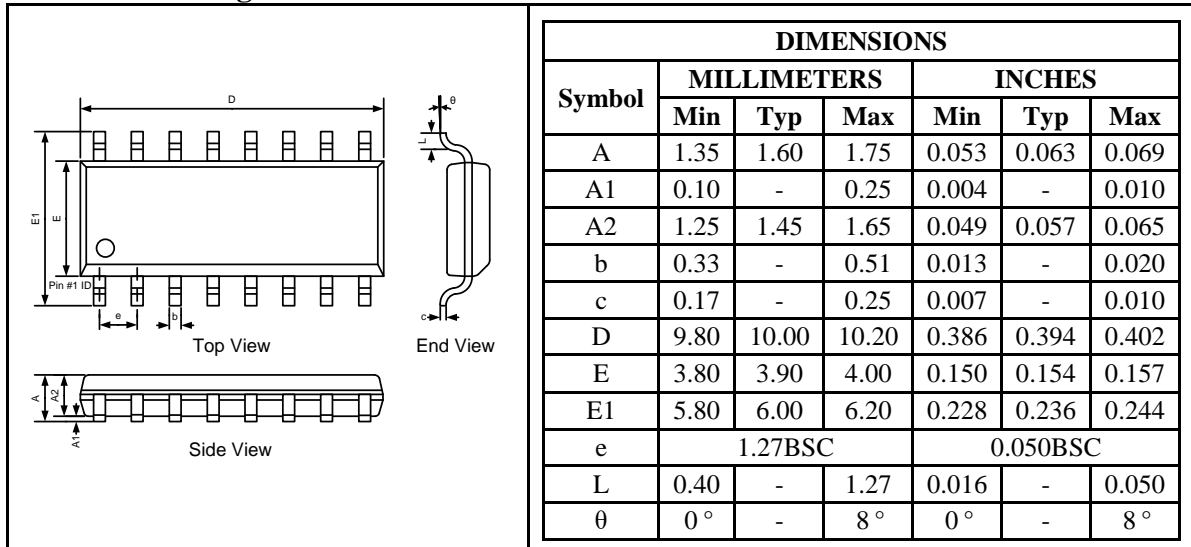 D
θ
L
E1
E
Pin #1 ID
e
b
c
Top View
End View
A
A2
A1
Side View
DIMENSIONS
Symbol MILLIMETERS INCHES
Min Typ Max Min Typ Max
A 1.35 1.60 1.75 0.053 0.063 0.069
A1 0.10 - 0.25 0.004 - 0.010
A2 1.25 1.45 1.65 0.049 0.057 0.065
b 0.33 - 0.51 0.013 - 0.020
c 0.17 - 0.25 0.007 - 0.010
D 9.80 10.00 10.20 0.386 0.394 0.402
E 3.80 3.90 4.00 0.150 0.154 0.157
E1 5.80 6.00 6.20 0.228 0.236 0.244
e 1.27BSC 0.050BSC
L 0.40 - 1.27 0.016 - 0.050
θ 0° - 8° 0° - 8°